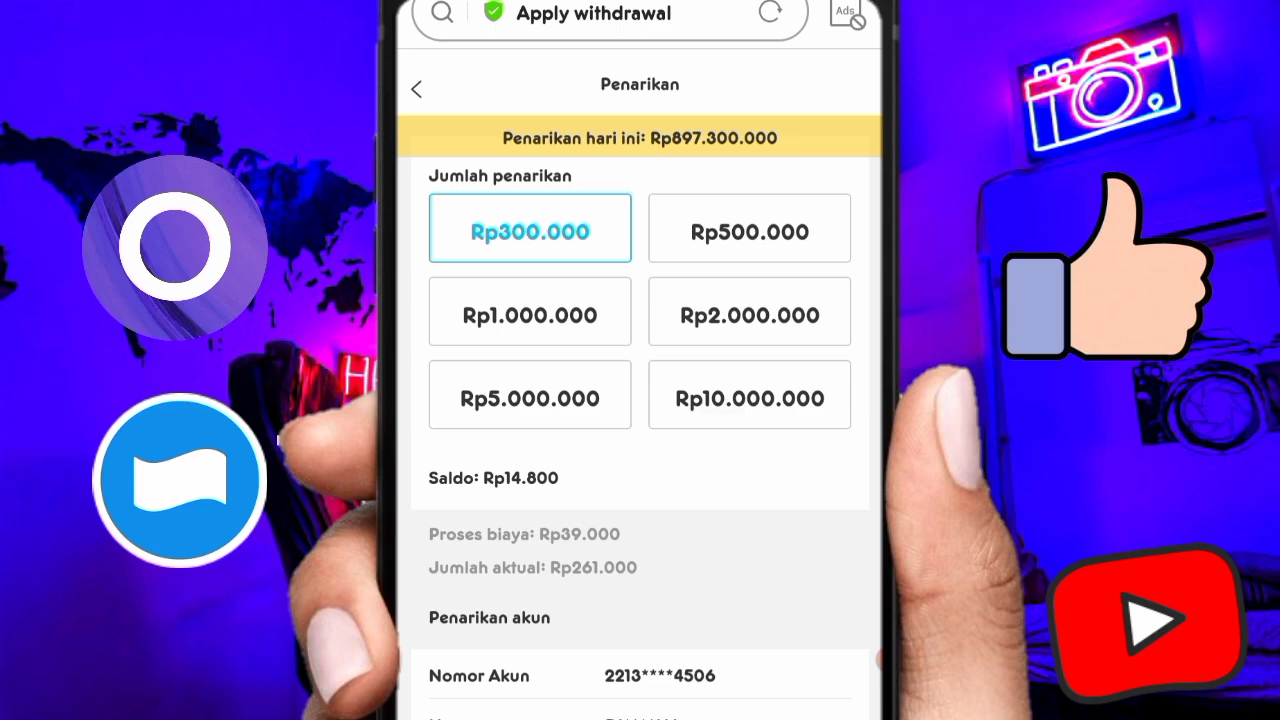 Apply withdrawal
Ads
Penarikan
Penarikan hari ini: Rp897.300.000
Jumlah penarikan
Rp300.000
Rp500.000
Rp1.000.000
Rp2.000.000
Rp5.000.000
Rp10.000.000
Saldo: Rp14.800
Proses biaya: Rp39.000
Jumlah aktual: Rp261.000
Penarikan akun
Nomor Akun 2213****4506